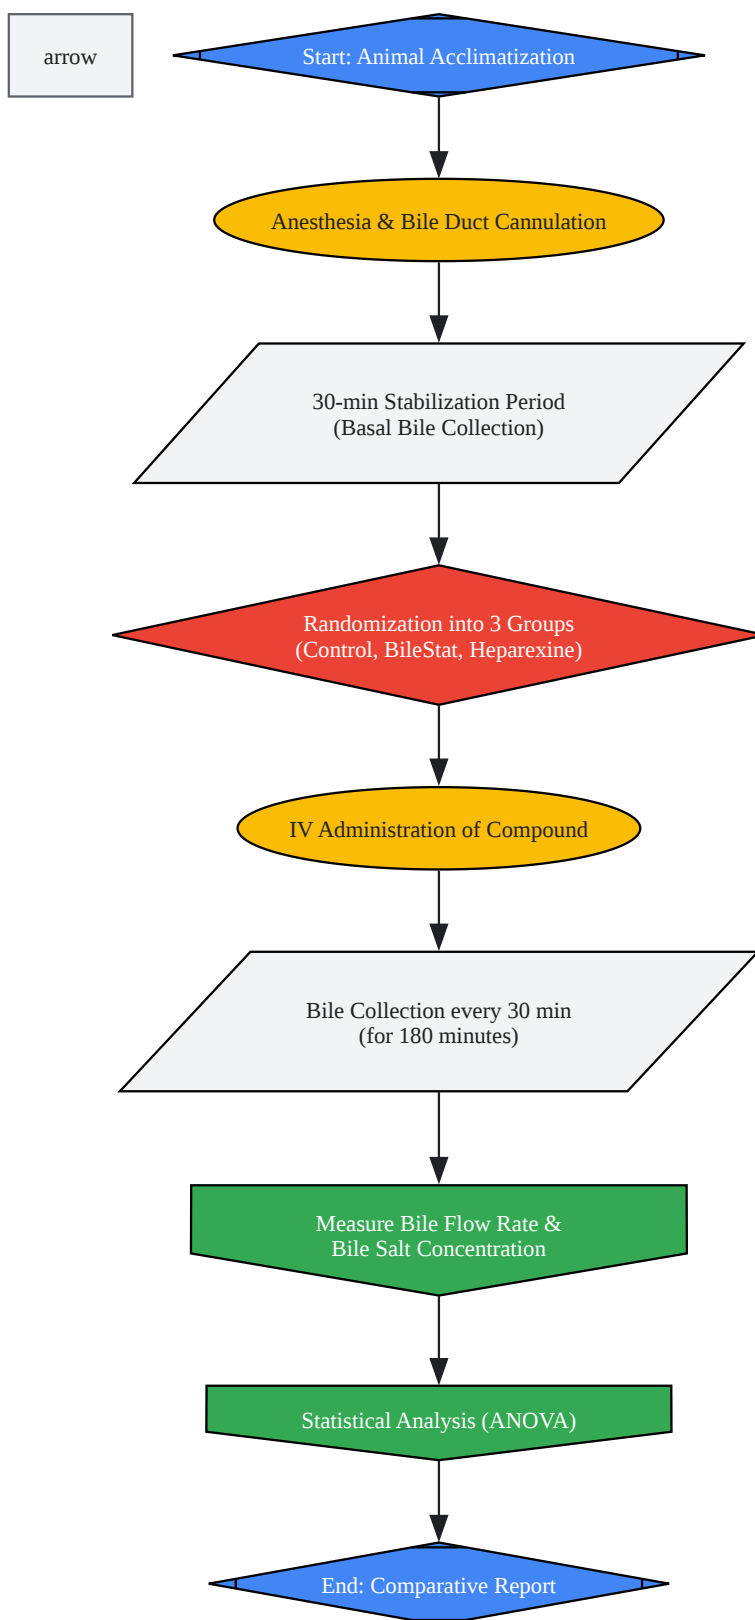 arrow
Start: Animal Acclimatization
Anesthesia & Bile Duct Cannulation
30-min Stabilization Period
(Basal Bile Collection)
Randomization into 3 Groups
(Control, BileStat, Heparexine)
IV Administration of Compound
Bile Collection every 30 min
(for 180 minutes)
Measure Bile Flow Rate &
Bile Salt Concentration
Statistical Analysis (ANOVA)
End: Comparative Report